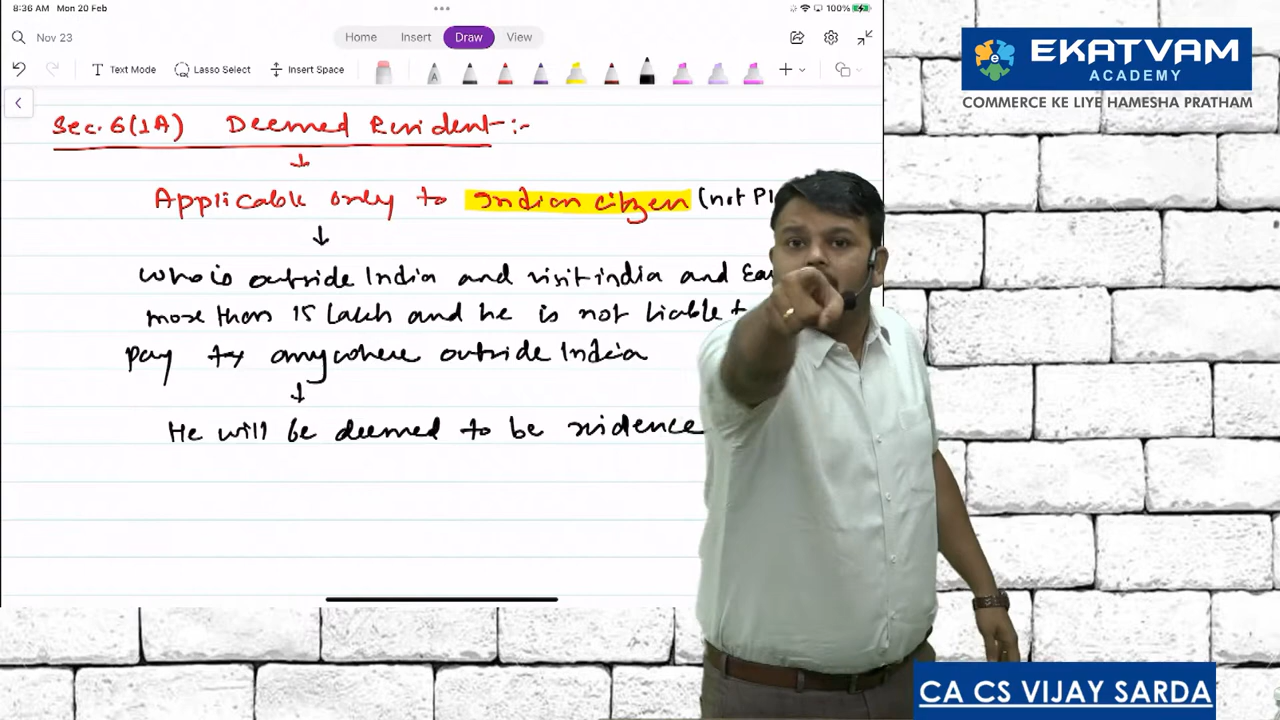 8:36 AM Mon 20 Feb
100%
Nov 23
Home Insert Draw View
Text Mode Lasso Select Insert Space
EKATVAM
ACADEMY
COMMERCE KE LIYE HAMESHA PRATHAM
Sec. 6(1A) Deemed Resident :-
Applicable only to Indian citizen (not PI
who is outside India and visit india and Ea
more than 15 lakh and he is not liable t
pay tax anywhere outside India
He will be deemed to be
CA CS VIJAY SARDA